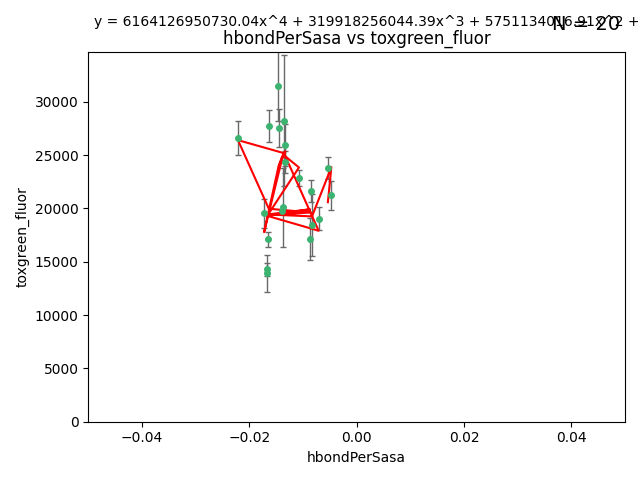 y = 6164126950730.04x^4 + 319918256044.39x^3 +
N = 20
hbondPerSasa vs toxgreen_fluor
toxgreen_fluor
30000
25000
20000
15000
10000
5000
0
−0.04
−0.02
0.00
0.02
0.04
hbondPerSasa